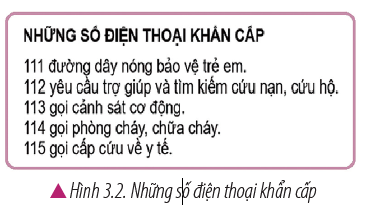 NHỮNG SỐ ĐIỆN THOẠI KHẨN CẤP
111 đường dây nóng bảo vệ trẻ em.
112 yêu cầu trợ giúp và tìm kiếm cứu nạn, cứu hộ.
113 gọi cảnh sát cơ động.
114 gọi phòng cháy, chữa cháy.
115 gọi cấp cứu về y tế.
▲ Hình 3.2. Những số điện thoại khẩn cấp